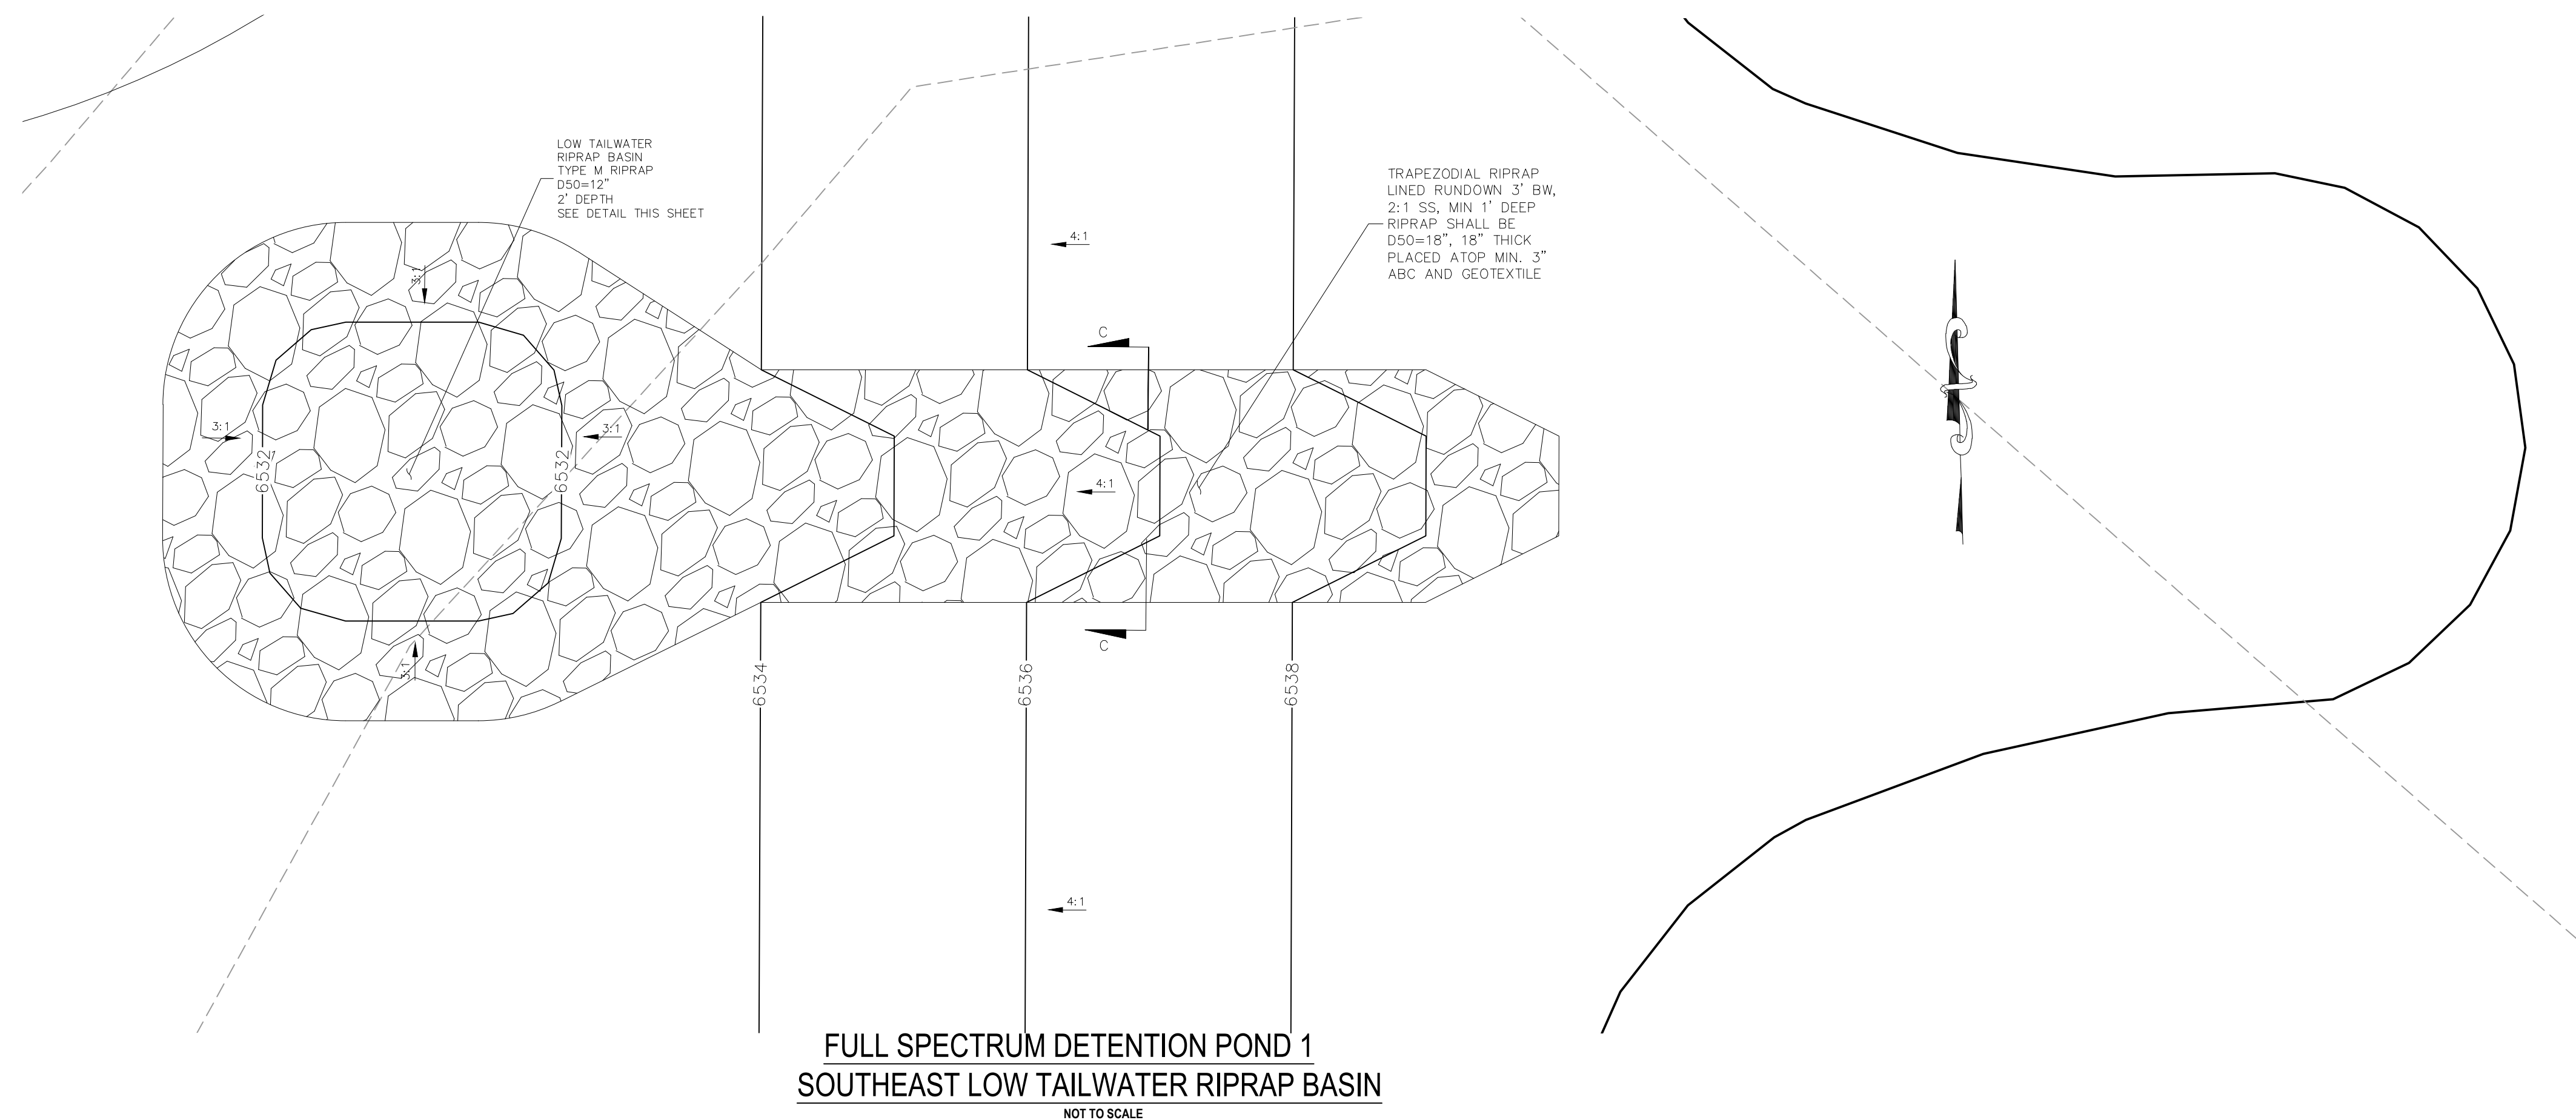 LOW TAILWATER
RIPRAP BASIN
TYPE M RIPRAP
D50=12"
2' DEPTH
SEE DETAIL THIS SHEET
TRAPEZODIAL RIPRAP
LINED RUNDOWN 3' BW,
2:1 SS, MIN 1' DEEP
RIPRAP SHALL BE
D50=18", 18" THICK
PLACED ATOP MIN. 3"
ABC AND GEOTEXTILE
4:1
3:1
C
3:1
3:1
6532
6532
4:1
C
3:1
6534
6536
6538
4:1
FULL SPECTRUM DETENTION POND 1
SOUTHEAST LOW TAILWATER RIPRAP BASIN
NOT TO SCALE